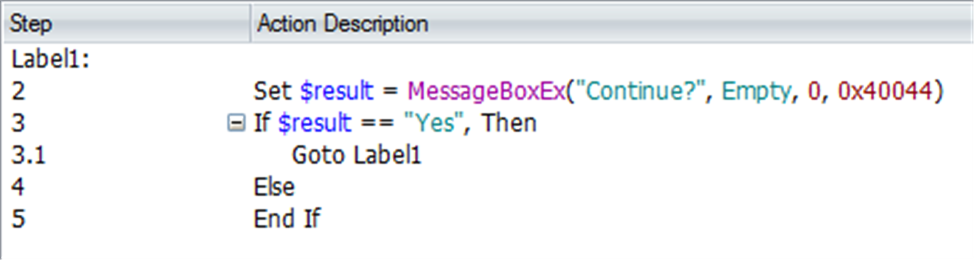 Step Action Description
Label1:
2 Set $result = MessageBoxEx("Continue?", Empty, 0, 0x40044)
3 If $result == "Yes", Then
3.1 Goto Label1
4 Else
5 End If